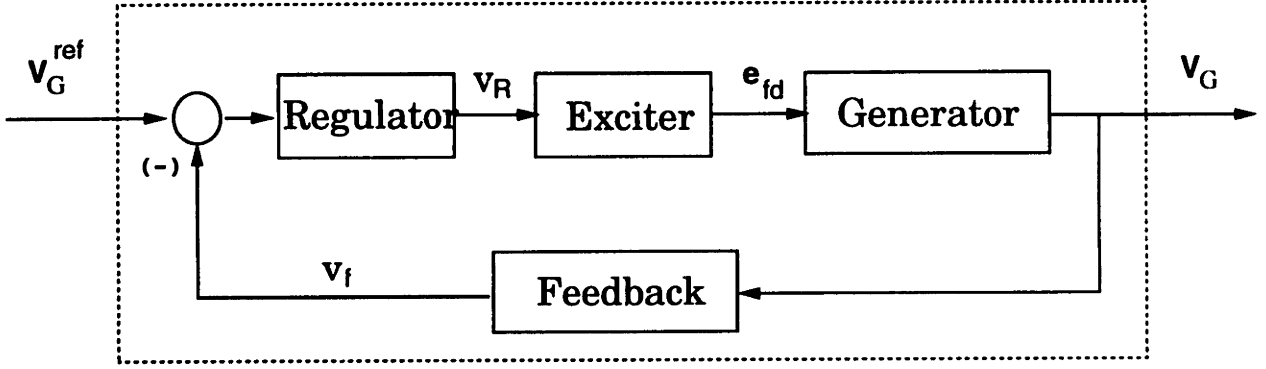 V_G^ref
(-)
Regulator
v_R
Exciter
e_fd
Generator
V_G
v_f
Feedback